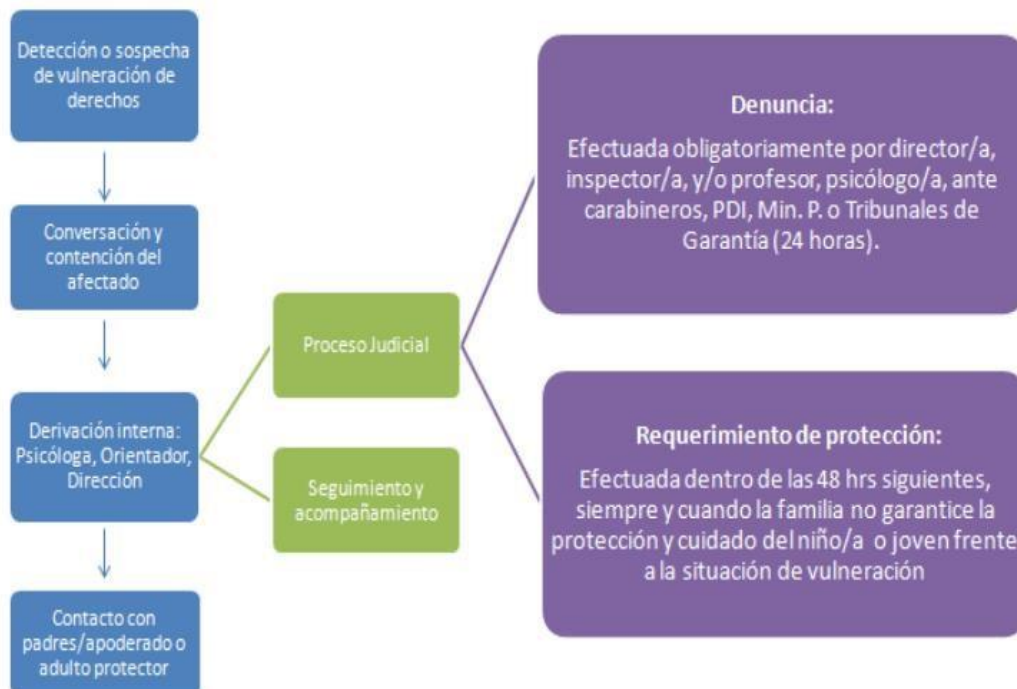 Detección o sospecha
de vulneración de
derechos
Conversación y
contención del
afectado
Derivación interna:
Psicóloga, Orientador,
Dirección
Contacto con
padres/apoderado o
adulto protector
Proceso Judicial
Seguimiento y
acompañamiento
Denuncia:
Efectuada obligatoriamente por director/a,
inspector/a, y/o profesor, psicólogo/a, ante
carabineros, PDI, Min. P. o Tribunales de
Garantía (24 horas).
Requerimiento de protección:
Efectuada dentro de las 48 hrs siguientes,
siempre y cuando la familia no garantice la
protección y cuidado del niño/a o joven frente
a la situación de vulneración